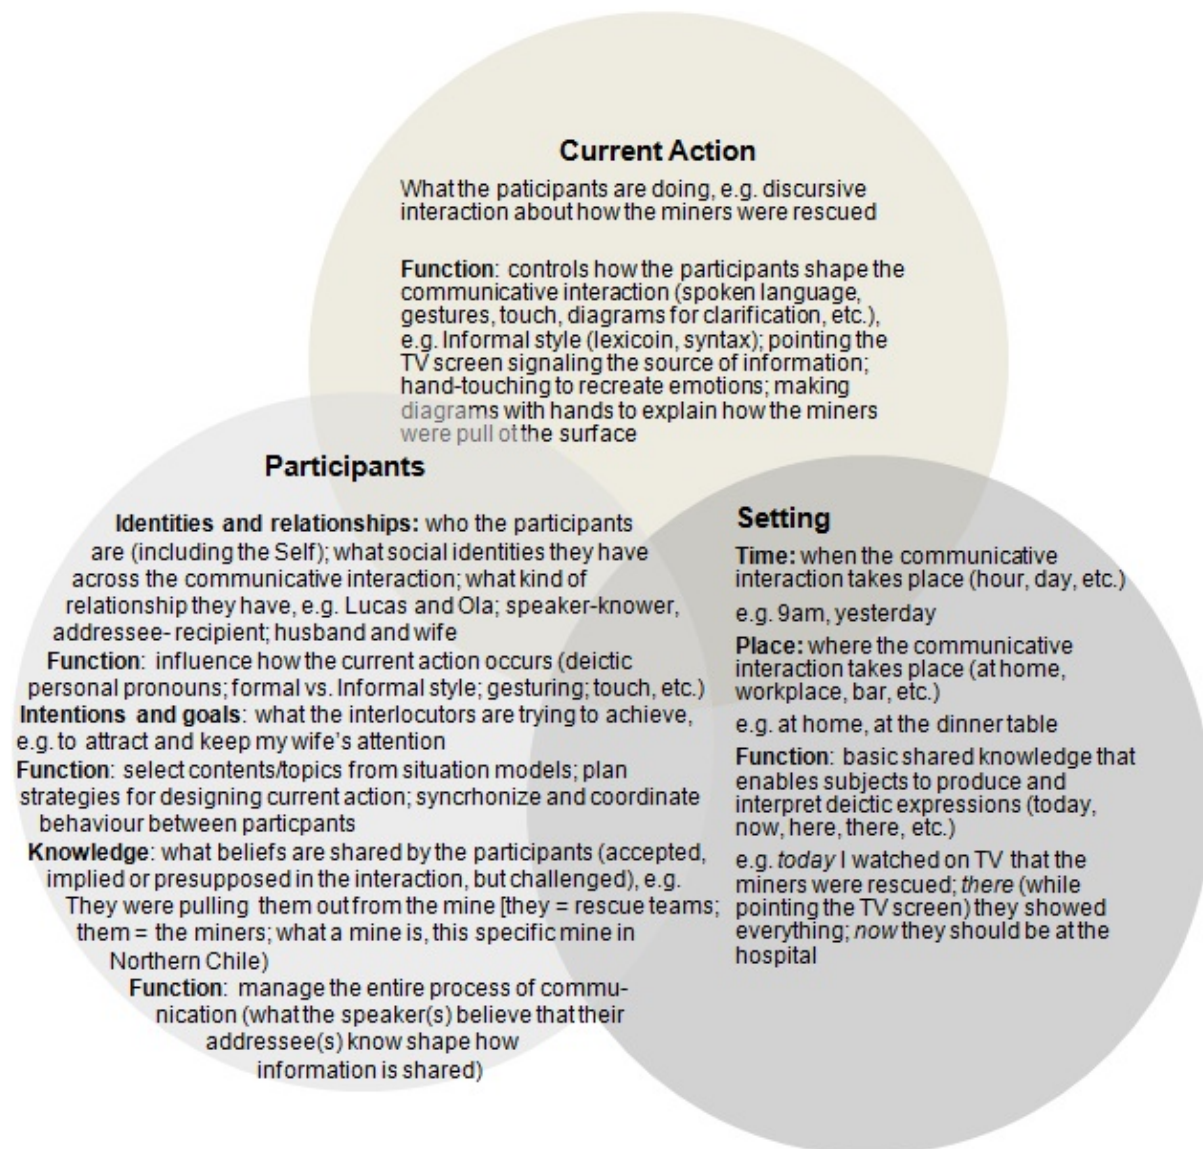 Current Action
What the paticipants are doing, e.g. discursive
interaction about how the miners were rescued
Function: controls how the participants shape the
communicative interaction (spoken language,
gestures, touch, diagrams for clarification, etc.),
e.g. Informal style (lexicoin, syntax); pointing the
TV screen signaling the source of information;
hand-touching to recreate emotions; making
diagrams with hands to explain how the miners
were pull ot the surface
Participants
Identities and relationships: who the participants
are (including the Self); what social identities they have
across the communicative interaction; what kind of
relationship they have, e.g. Lucas and Ola; speaker-knower,
addressee- recipient; husband and wife
Function: influence how the current action occurs (deictic
personal pronouns; formal vs. Informal style; gesturing; touch, etc.)
Intentions and goals: what the interlocutors are trying to achieve,
e.g. to attract and keep my wife's attention
Function: select contents/topics from situation models; plan
strategies for designing current action; syncrhonize and coordinate
behaviour between particpants
Knowledge: what beliefs are shared by the participants (accepted,
implied or presupposed in the interaction, but challenged), e.g.
They were pulling them out from the mine [they = rescue teams;
them = the miners; what a mine is, this specific mine in
Northern Chile)
Function: manage the entire process of commu-
nication (what the speaker(s) believe that their
addressee(s) know shape how
information is shared)
Setting
Time: when the communicative
interaction takes place (hour, day, etc.)
e.g. 9am, yesterday
Place: where the communicative
interaction takes place (at home,
workplace, bar, etc.)
e.g. at home, at the dinner table
Function: basic shared knowledge that
enables subjects to produce and
interpret deictic expressions (today,
now, here, there, etc.)
e.g. today I watched on TV that the
miners were rescued; there (while
pointing the TV screen) they showed
everything; now they should be at the
hospital